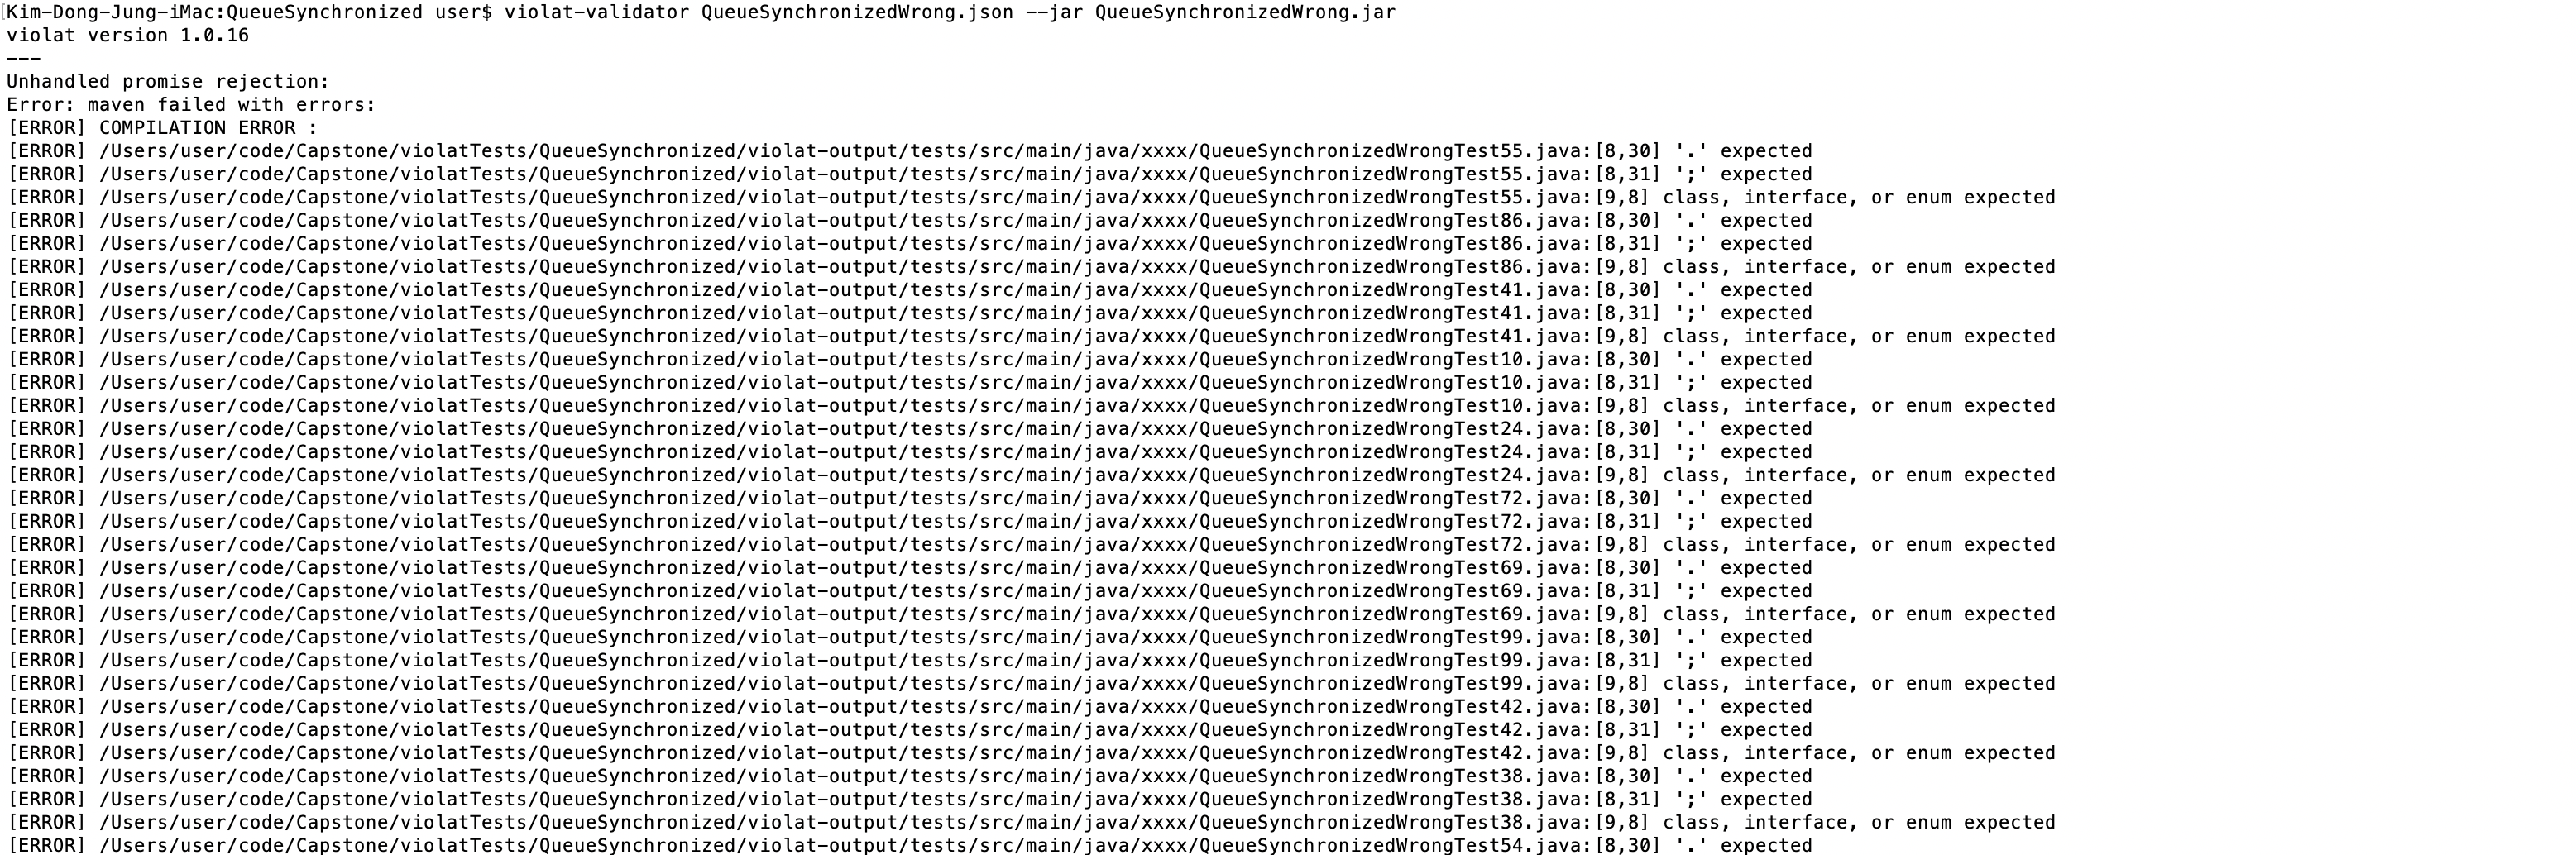 Kim-Dong-Jung-iMac:QueueSynchronized user$ violat-validator QueueSynchronizedWrong.json --jar QueueSynchronizedWrong.jar
violat version 1.0.16
---
Unhandled promise rejection:
Error: maven failed with errors:
[ERROR] COMPILATION ERROR :
[ERROR] /Users/user/code/Capstone/violatTests/QueueSynchronized/violat-output/tests/src/main/java/xxxx/QueueSynchronizedWrongTest55.java:[8,30] '.' expected
[ERROR] /Users/user/code/Capstone/violatTests/QueueSynchronized/violat-output/tests/src/main/java/xxxx/QueueSynchronizedWrongTest55.java:[8,31] ';' expected
[ERROR] /Users/user/code/Capstone/violatTests/QueueSynchronized/violat-output/tests/src/main/java/xxxx/QueueSynchronizedWrongTest55.java:[9,8] class, interface, or enum expected
[ERROR] /Users/user/code/Capstone/violatTests/QueueSynchronized/violat-output/tests/src/main/java/xxxx/QueueSynchronizedWrongTest86.java:[8,30] '.' expected
[ERROR] /Users/user/code/Capstone/violatTests/QueueSynchronized/violat-output/tests/src/main/java/xxxx/QueueSynchronizedWrongTest86.java:[8,31] ';' expected
[ERROR] /Users/user/code/Capstone/violatTests/QueueSynchronized/violat-output/tests/src/main/java/xxxx/QueueSynchronizedWrongTest86.java:[9,8] class, interface, or enum expected
[ERROR] /Users/user/code/Capstone/violatTests/QueueSynchronized/violat-output/tests/src/main/java/xxxx/QueueSynchronizedWrongTest41.java:[8,30] '.' expected
[ERROR] /Users/user/code/Capstone/violatTests/QueueSynchronized/violat-output/tests/src/main/java/xxxx/QueueSynchronizedWrongTest41.java:[8,31] ';' expected
[ERROR] /Users/user/code/Capstone/violatTests/QueueSynchronized/violat-output/tests/src/main/java/xxxx/QueueSynchronizedWrongTest41.java:[9,8] class, interface, or enum expected
[ERROR] /Users/user/code/Capstone/violatTests/QueueSynchronized/violat-output/tests/src/main/java/xxxx/QueueSynchronizedWrongTest10.java:[8,30] '.' expected
[ERROR] /Users/user/code/Capstone/violatTests/QueueSynchronized/violat-output/tests/src/main/java/xxxx/QueueSynchronizedWrongTest10.java:[8,31] ';' expected
[ERROR] /Users/user/code/Capstone/violatTests/QueueSynchronized/violat-output/tests/src/main/java/xxxx/QueueSynchronizedWrongTest10.java:[9,8] class, interface, or enum expected
[ERROR] /Users/user/code/Capstone/violatTests/QueueSynchronized/violat-output/tests/src/main/java/xxxx/QueueSynchronizedWrongTest24.java:[8,30] '.' expected
[ERROR] /Users/user/code/Capstone/violatTests/QueueSynchronized/violat-output/tests/src/main/java/xxxx/QueueSynchronizedWrongTest24.java:[8,31] ';' expected
[ERROR] /Users/user/code/Capstone/violatTests/QueueSynchronized/violat-output/tests/src/main/java/xxxx/QueueSynchronizedWrongTest24.java:[9,8] class, interface, or enum expected
[ERROR] /Users/user/code/Capstone/violatTests/QueueSynchronized/violat-output/tests/src/main/java/xxxx/QueueSynchronizedWrongTest72.java:[8,30] '.' expected
[ERROR] /Users/user/code/Capstone/violatTests/QueueSynchronized/violat-output/tests/src/main/java/xxxx/QueueSynchronizedWrongTest72.java:[8,31] ';' expected
[ERROR] /Users/user/code/Capstone/violatTests/QueueSynchronized/violat-output/tests/src/main/java/xxxx/QueueSynchronizedWrongTest72.java:[9,8] class, interface, or enum expected
[ERROR] /Users/user/code/Capstone/violatTests/QueueSynchronized/violat-output/tests/src/main/java/xxxx/QueueSynchronizedWrongTest69.java:[8,30] '.' expected
[ERROR] /Users/user/code/Capstone/violatTests/QueueSynchronized/violat-output/tests/src/main/java/xxxx/QueueSynchronizedWrongTest69.java:[8,31] ';' expected
[ERROR] /Users/user/code/Capstone/violatTests/QueueSynchronized/violat-output/tests/src/main/java/xxxx/QueueSynchronizedWrongTest69.java:[9,8] class, interface, or enum expected
[ERROR] /Users/user/code/Capstone/violatTests/QueueSynchronized/violat-output/tests/src/main/java/xxxx/QueueSynchronizedWrongTest99.java:[8,30] '.' expected
[ERROR] /Users/user/code/Capstone/violatTests/QueueSynchronized/violat-output/tests/src/main/java/xxxx/QueueSynchronizedWrongTest99.java:[8,31] ';' expected
[ERROR] /Users/user/code/Capstone/violatTests/QueueSynchronized/violat-output/tests/src/main/java/xxxx/QueueSynchronizedWrongTest99.java:[9,8] class, interface, or enum expected
[ERROR] /Users/user/code/Capstone/violatTests/QueueSynchronized/violat-output/tests/src/main/java/xxxx/QueueSynchronizedWrongTest42.java:[8,30] '.' expected
[ERROR] /Users/user/code/Capstone/violatTests/QueueSynchronized/violat-output/tests/src/main/java/xxxx/QueueSynchronizedWrongTest42.java:[8,31] ';' expected
[ERROR] /Users/user/code/Capstone/violatTests/QueueSynchronized/violat-output/tests/src/main/java/xxxx/QueueSynchronizedWrongTest42.java:[9,8] class, interface, or enum expected
[ERROR] /Users/user/code/Capstone/violatTests/QueueSynchronized/violat-output/tests/src/main/java/xxxx/QueueSynchronizedWrongTest38.java:[8,30] '.' expected
[ERROR] /Users/user/code/Capstone/violatTests/QueueSynchronized/violat-output/tests/src/main/java/xxxx/QueueSynchronizedWrongTest38.java:[8,31] ';' expected
[ERROR] /Users/user/code/Capstone/violatTests/QueueSynchronized/violat-output/tests/src/main/java/xxxx/QueueSynchronizedWrongTest38.java:[9,8] class, interface, or enum expected
[ERROR] /Users/user/code/Capstone/violatTests/QueueSynchronized/violat-output/tests/src/main/java/xxxx/QueueSynchronizedWrongTest54.java:[8,30] '.' expected